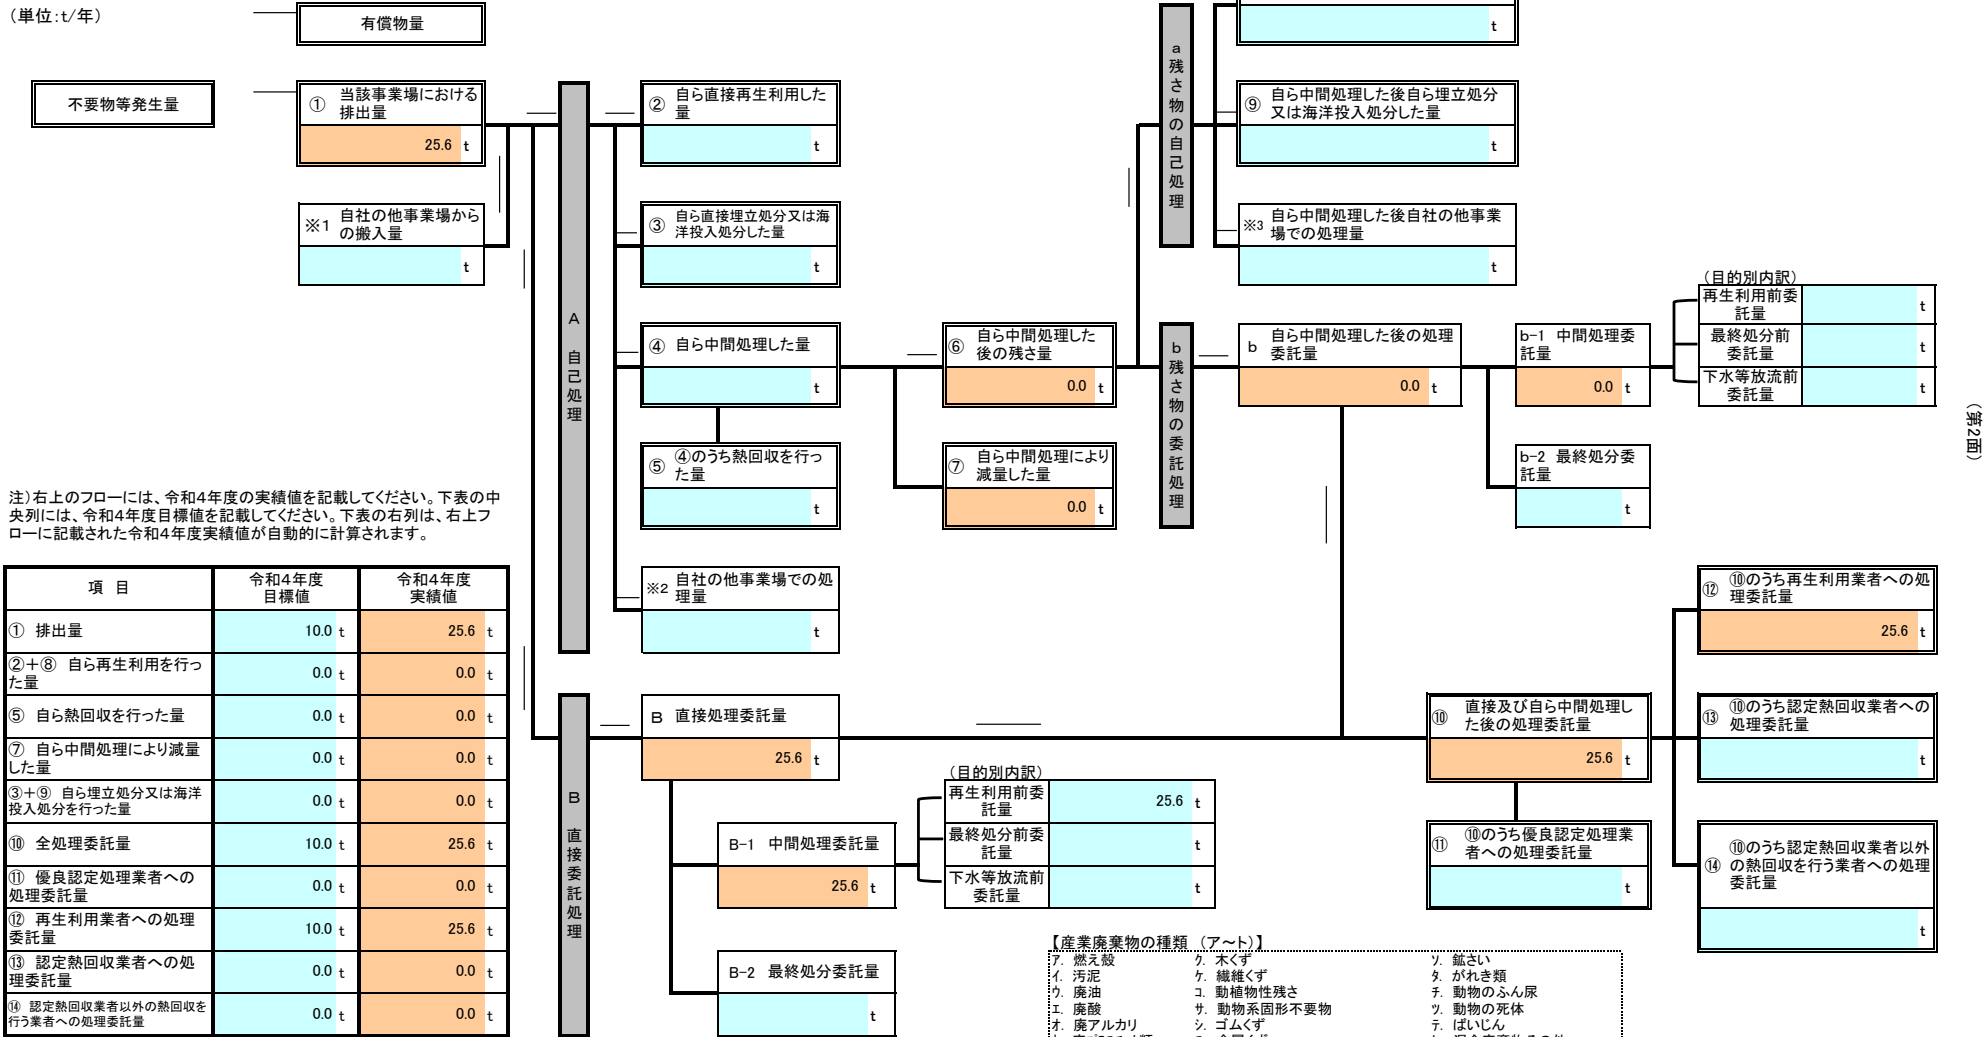 （単位:ｔ/年）
有償物量
不要物等発生量
① 当該事業場における
排出量
25.6 t
※1 自社の他事業場から
の搬入量
t
A 自己処理
② 自ら直接再生利用した
量
t
③ 自ら直接埋立処分又は海
洋投入処分した量
t
④ 自ら中間処理した量
t
⑤ ④のうち熱回収を行っ
た量
t
※2 自社の他事業場での処
理量
t
⑥ 自ら中間処理した
後の残さ量
0.0 t
⑦ 自ら中間処理により
減量した量
0.0 t
a 残さ物の自己処理
t
⑨ 自ら中間処理した後自ら埋立処分
又は海洋投入処分した量
t
※3 自ら中間処理した後自社の他事業
場での処理量
t
b 残さ物の委託処理
b 自ら中間処理した後の処理
委託量
0.0 t
b-1 中間処理委
託量
0.0 t
b-2 最終処分委
託量
t
（目的別内訳）
再生利用前委
託量
t
最終処分前
委託量
t
下水等放流前
委託量
t
（第2面）
注）右上のフローには、令和４年度の実績値を記載してください。下表の中
央列には、令和４年度目標値を記載してください。下表の右列は、右上フ
ローに記載された令和４年度実績値が自動的に計算されます。
項 目 令和４年度
目標値 令和４年度
実績値
① 排出量 10.0 t 25.6 t
②＋⑧ 自ら再生利用を行っ
た量 0.0 t 0.0 t
⑤ 自ら熱回収を行った量 0.0 t 0.0 t
⑦ 自ら中間処理により減量
した量 0.0 t 0.0 t
③＋⑨ 自ら埋立処分又は海洋
投入処分を行った量 0.0 t 0.0 t
⑩ 全処理委託量 10.0 t 25.6 t
⑪ 優良認定処理業者への
処理委託量 0.0 t 0.0 t
⑫ 再生利用業者への処理
委託量 10.0 t 25.6 t
⑬ 認定熱回収業者への処
理委託量 0.0 t 0.0 t
⑭ 認定熱回収業者以外の熱回収を
行う業者への処理委託量 0.0 t 0.0 t
B 直接委託処理
B 直接処理委託量
25.6 t
B-1 中間処理委託量
25.6 t
B-2 最終処分委託量
t
（目的別内訳）
再生利用前委
託量
25.6 t
最終処分前委
託量
t
下水等放流前
委託量
t
⑩ 直接及び自ら中間処理し
た後の処理委託量
25.6 t
⑪ ⑩のうち優良認定処理業
者への処理委託量
t
⑫ ⑩のうち再生利用業者への処
理委託量
25.6 t
⑬ ⑩のうち認定熱回収業者への
処理委託量
t
⑭ ⑩のうち認定熱回収業者以外
の熱回収を行う業者への処理
委託量
t
【産業廃棄物の種類 （ア～ト）】
ア. 燃え殻 ク. 木くず ソ. 鉱さい
イ. 汚泥 ケ. 繊維くず タ. がれき類
ウ. 廃油 コ. 動植物性残さ チ. 動物のふん尿
エ. 廃酸 サ. 動物系固形不要物 ツ. 動物の死体
オ. 廃アルカリ シ. ゴムくず テ. ばいじん